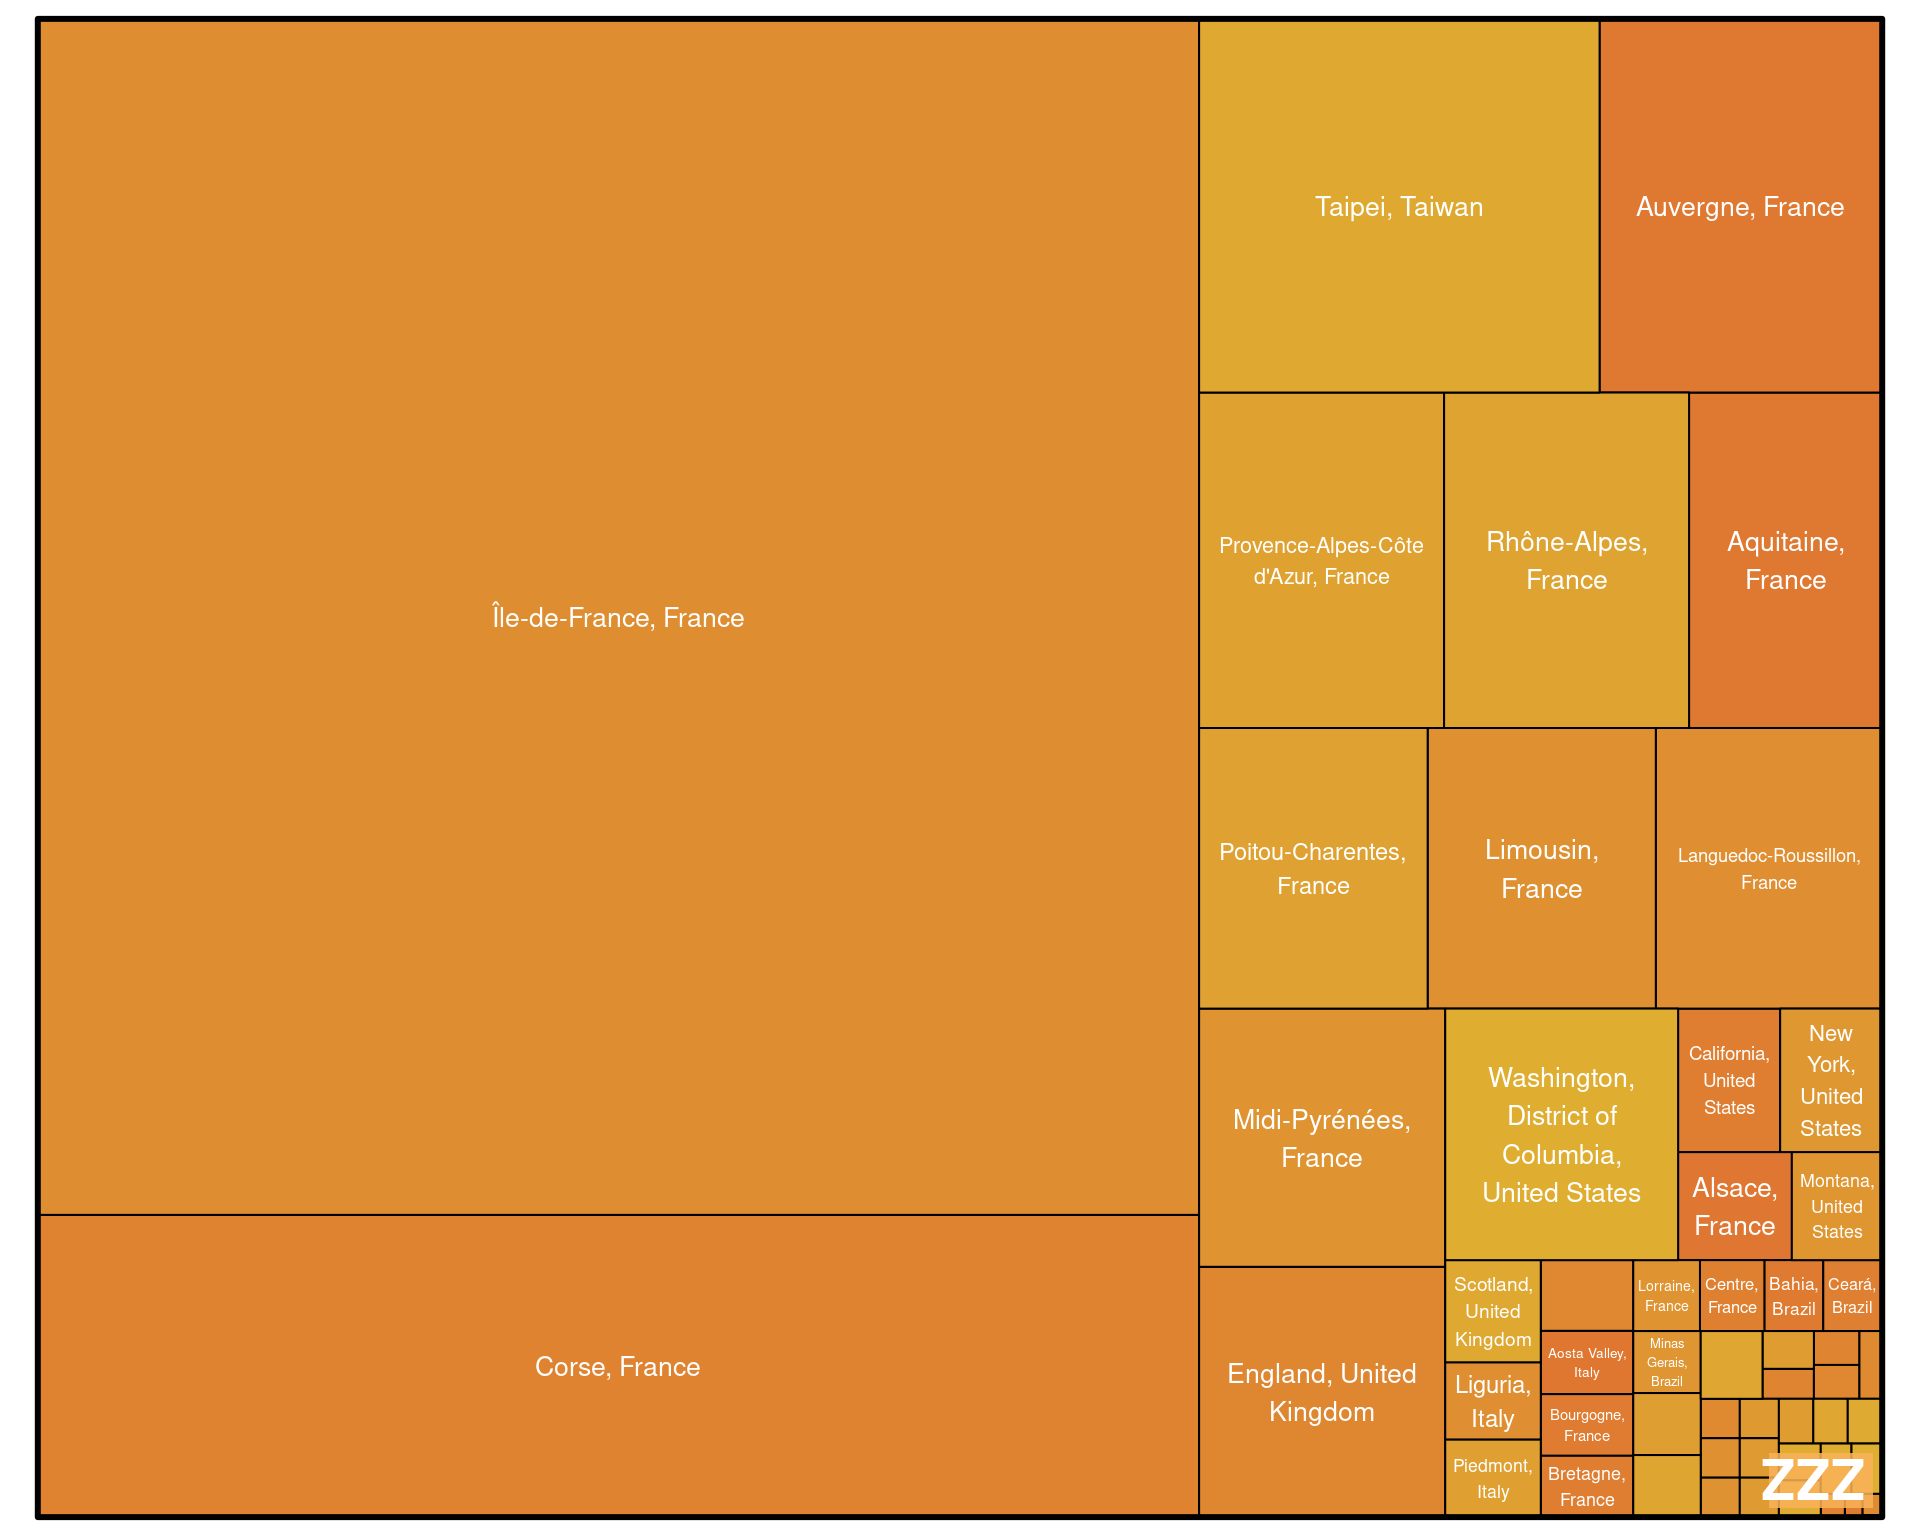 Île-de-France, France
Corse, France
Taipei, Taiwan
Auvergne, France
Provence-Alpes-Côte
d'Azur, France
Rhône-Alpes,
France
Aquitaine,
France
Poitou-Charentes,
France
Limousin,
France
Languedoc-Roussillon,
France
Midi-Pyrénées,
France
England, United
Kingdom
Washington,
District of
Columbia,
United States
California,
United
States
New
York,
United
States
Alsace,
France
Montana,
United
States
Scotland,
United
Kingdom
Liguria,
Italy
Piedmont,
Italy
Aosta Valley,
Italy
Bourgogne,
France
Bretagne,
France
Lorraine,
France
Minas
Gerais,
Brazil
Centre,
France
Bahia,
Brazil
Ceará,
Brazil
ZZZ